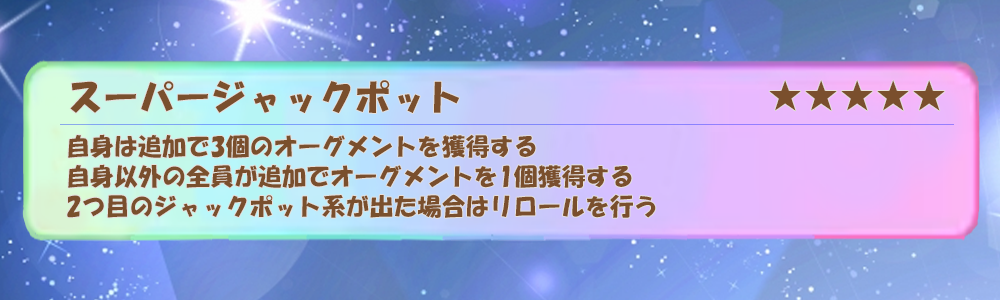 スーパージャックポット ★★★★★
自身は追加で3個のオーグメントを獲得する
自身以外の全員が追加でオーグメントを1個獲得する
2つ目のジャックポット系が出た場合はリロールを行う